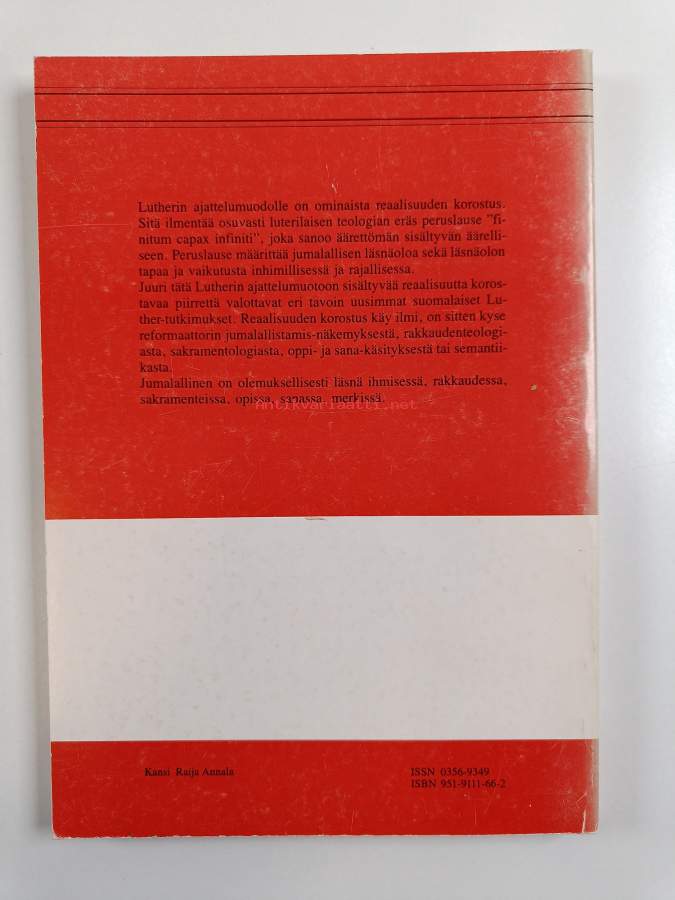 Lutherin ajattelumuodolle on ominaista reaalisuuden korostus.
Sitä ilmentää osuvasti luterilaisen teologian eräs peruslause "fi-
nitum capax infiniti", joka sanoo äärettömän sisältyvän äärelli-
seen. Peruslause määrittää jumalallisen läsnäoloa sekä läsnäolon
tapaa ja vaikutusta inhimillisessä ja rajallisessa.
Juuri tätä Lutherin ajattelumuotoon sisältyvää reaalisuutta koros-
tavaa piirrettä valottavat eri tavoin uusimmat suomalaiset Lu-
ther-tutkimukset. Reaalisuuden korostus käy ilmi, on sitten kyse
reformaattorin jumalallistamis-näkemyksestä, rakkaudenteologi-
asta, sakramentologiasta, oppi- ja sana-käsityksestä tai semantii-
kasta.
Jumalallinen on olemuksellisesti läsnä ihmisessä, rakkaudessa,
sakramenteissa, opissa, sanassa, merkissä.
antikvariaatti.net
Kansi Raija Annala
ISSN 0356-9349
ISBN 951-9111-66-2